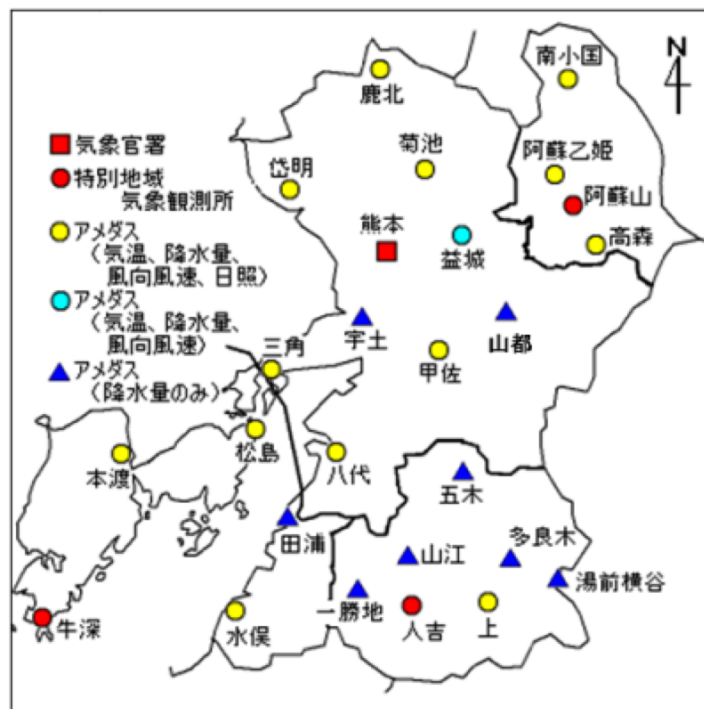 N
南小国
鹿北
菊池
阿蘇乙姫
気象官署
岱明
特別地域
気象観測所
阿蘇山
熊本
益城
高森
アメダス
（気温、降水量、
風向風速、日照）
アメダス
（気温、降水量、
風向風速）
宇土
山都
三角
甲佐
アメダス
（降水量のみ）
松島
八代
本渡
五木
田浦
山江
多良木
湯前横谷
一勝地
人吉
上
牛深
水俣